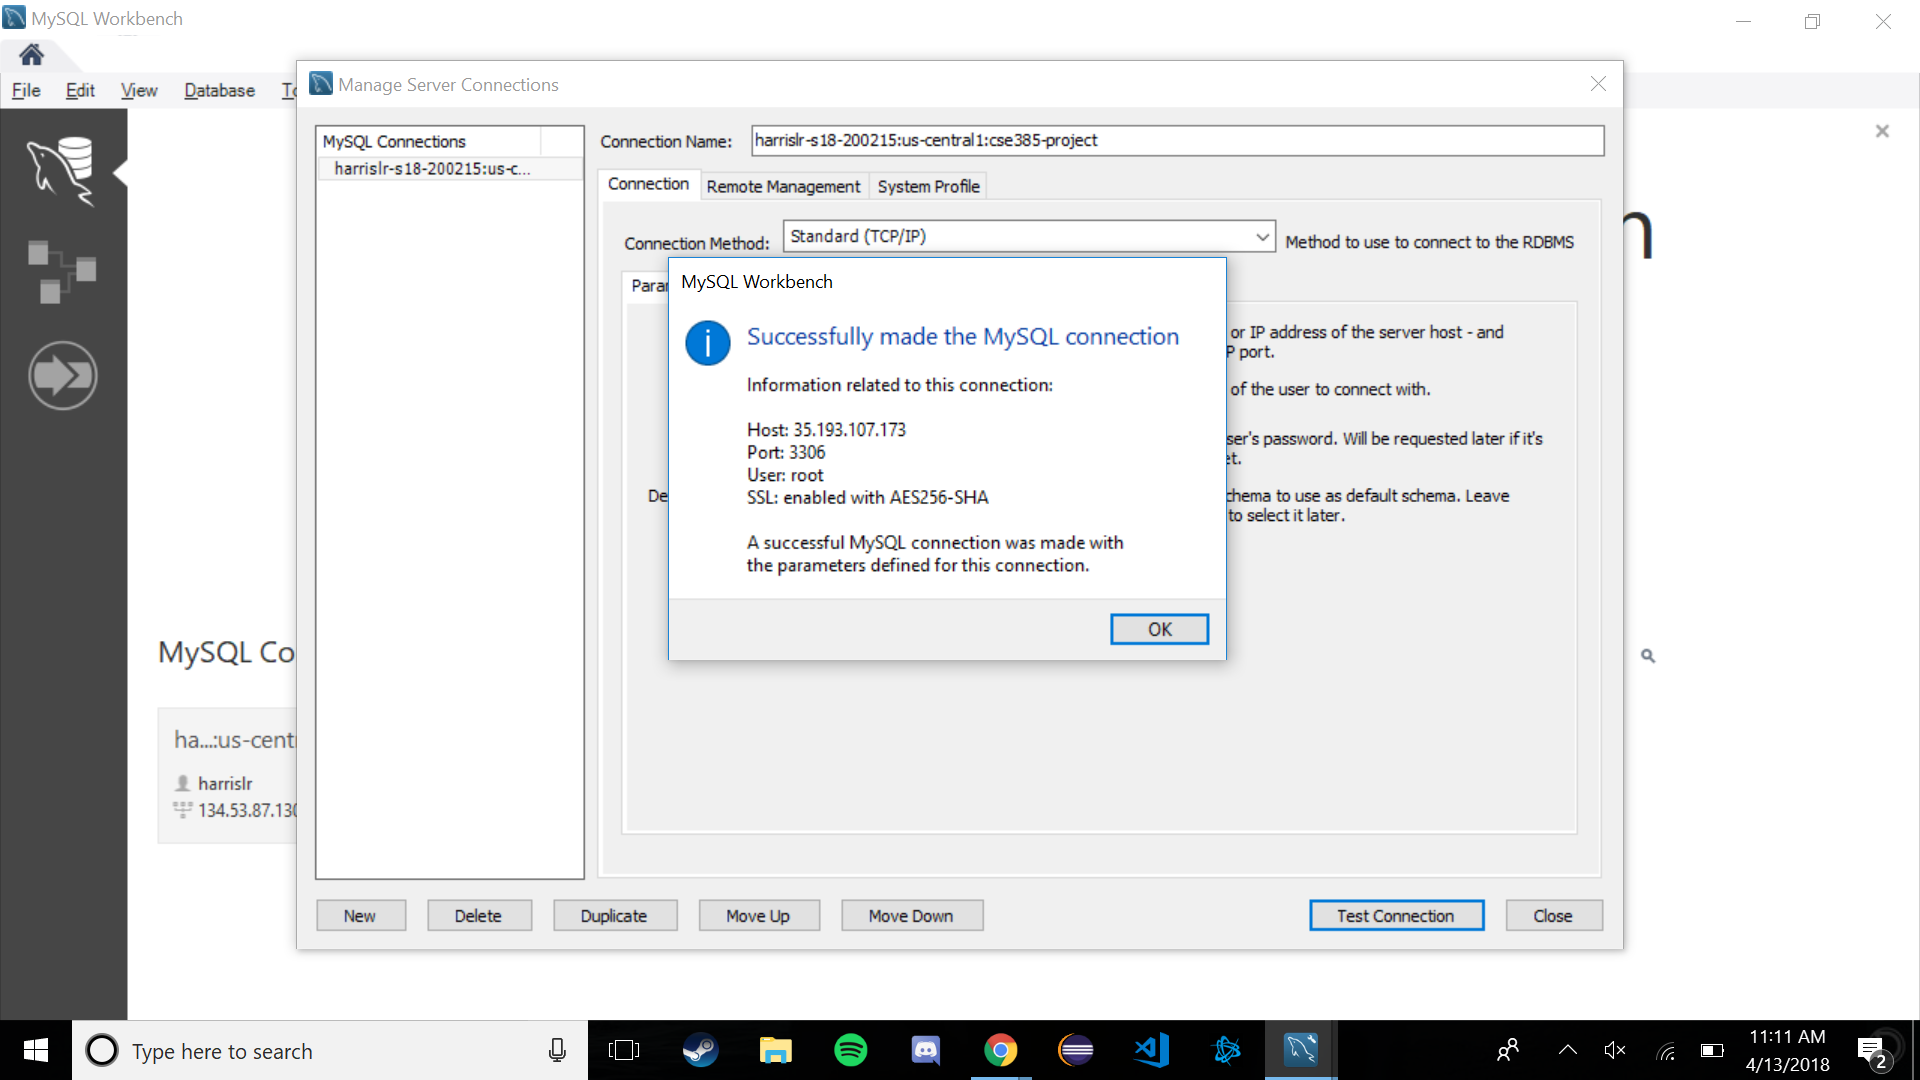 MySQL Workbench
File Edit View Database
Manage Server Connections
MySQL Connections
harrislr-s18-200215:us-c...
Connection Name: harrislr-s18-200215:us-central1:cse385-project
Connection Remote Management System Profile
Connection Method: Standard (TCP/IP) Method to use to connect to the RDBMS
MySQL Workbench
Successfully made the MySQL connection
Information related to this connection:
Host: 35.193.107.173
Port: 3306
User: root
SSL: enabled with AES256-SHA
A successful MySQL connection was made with
the parameters defined for this connection.
OK
or IP address of the server host - and
P port.
of the user to connect with.
ser's password. Will be requested later if it's
et.
chema to use as default schema. Leave
to select it later.
MySQL Co
ha...:us-centr
harrislr
134.53.87.130
New Delete Duplicate Move Up Move Down Test Connection Close
Type here to search
11:11 AM
4/13/2018
2